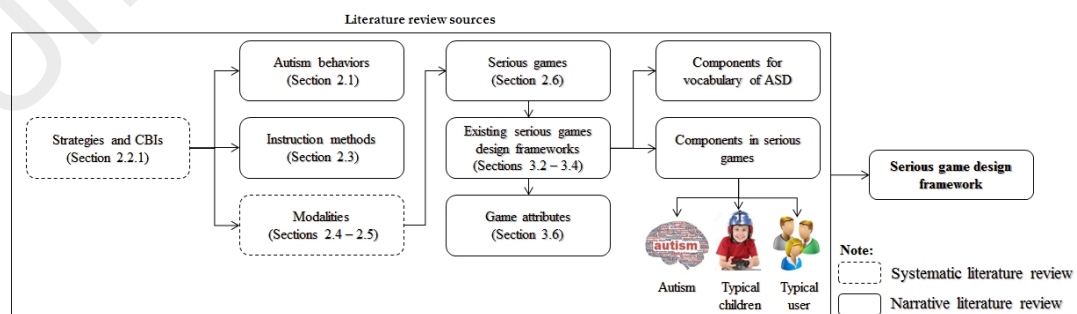 Literature review sources
Autism behaviors
(Section 2.1)
Serious games
(Section 2.6)
Components for
vocabulary of ASD
Strategies and CBIs
(Section 2.2.1)
Instruction methods
(Section 2.3)
Existing serious games
design frameworks
(Sections 3.2 – 3.4)
Components in serious
games
Serious game design
framework
Modalities
(Sections 2.4 – 2.5)
Game attributes
(Section 3.6)
autism
Autism
Typical
children
Typical
user
Note:
Systematic literature review
Narrative literature review